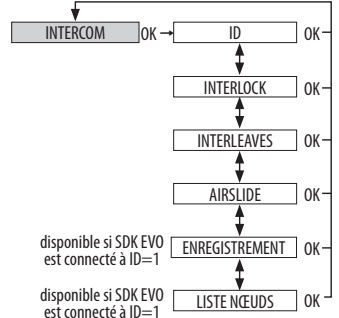 INTERCOM OK ID OK
INTERLOCK OK
INTERLEAVES OK
AIRSLIDE OK
disponible si SDK EVO
est connecté à ID=1
ENREGISTREMENT OK
disponible si SDK EVO
est connecté à ID=1
LISTE NŒUDS OK